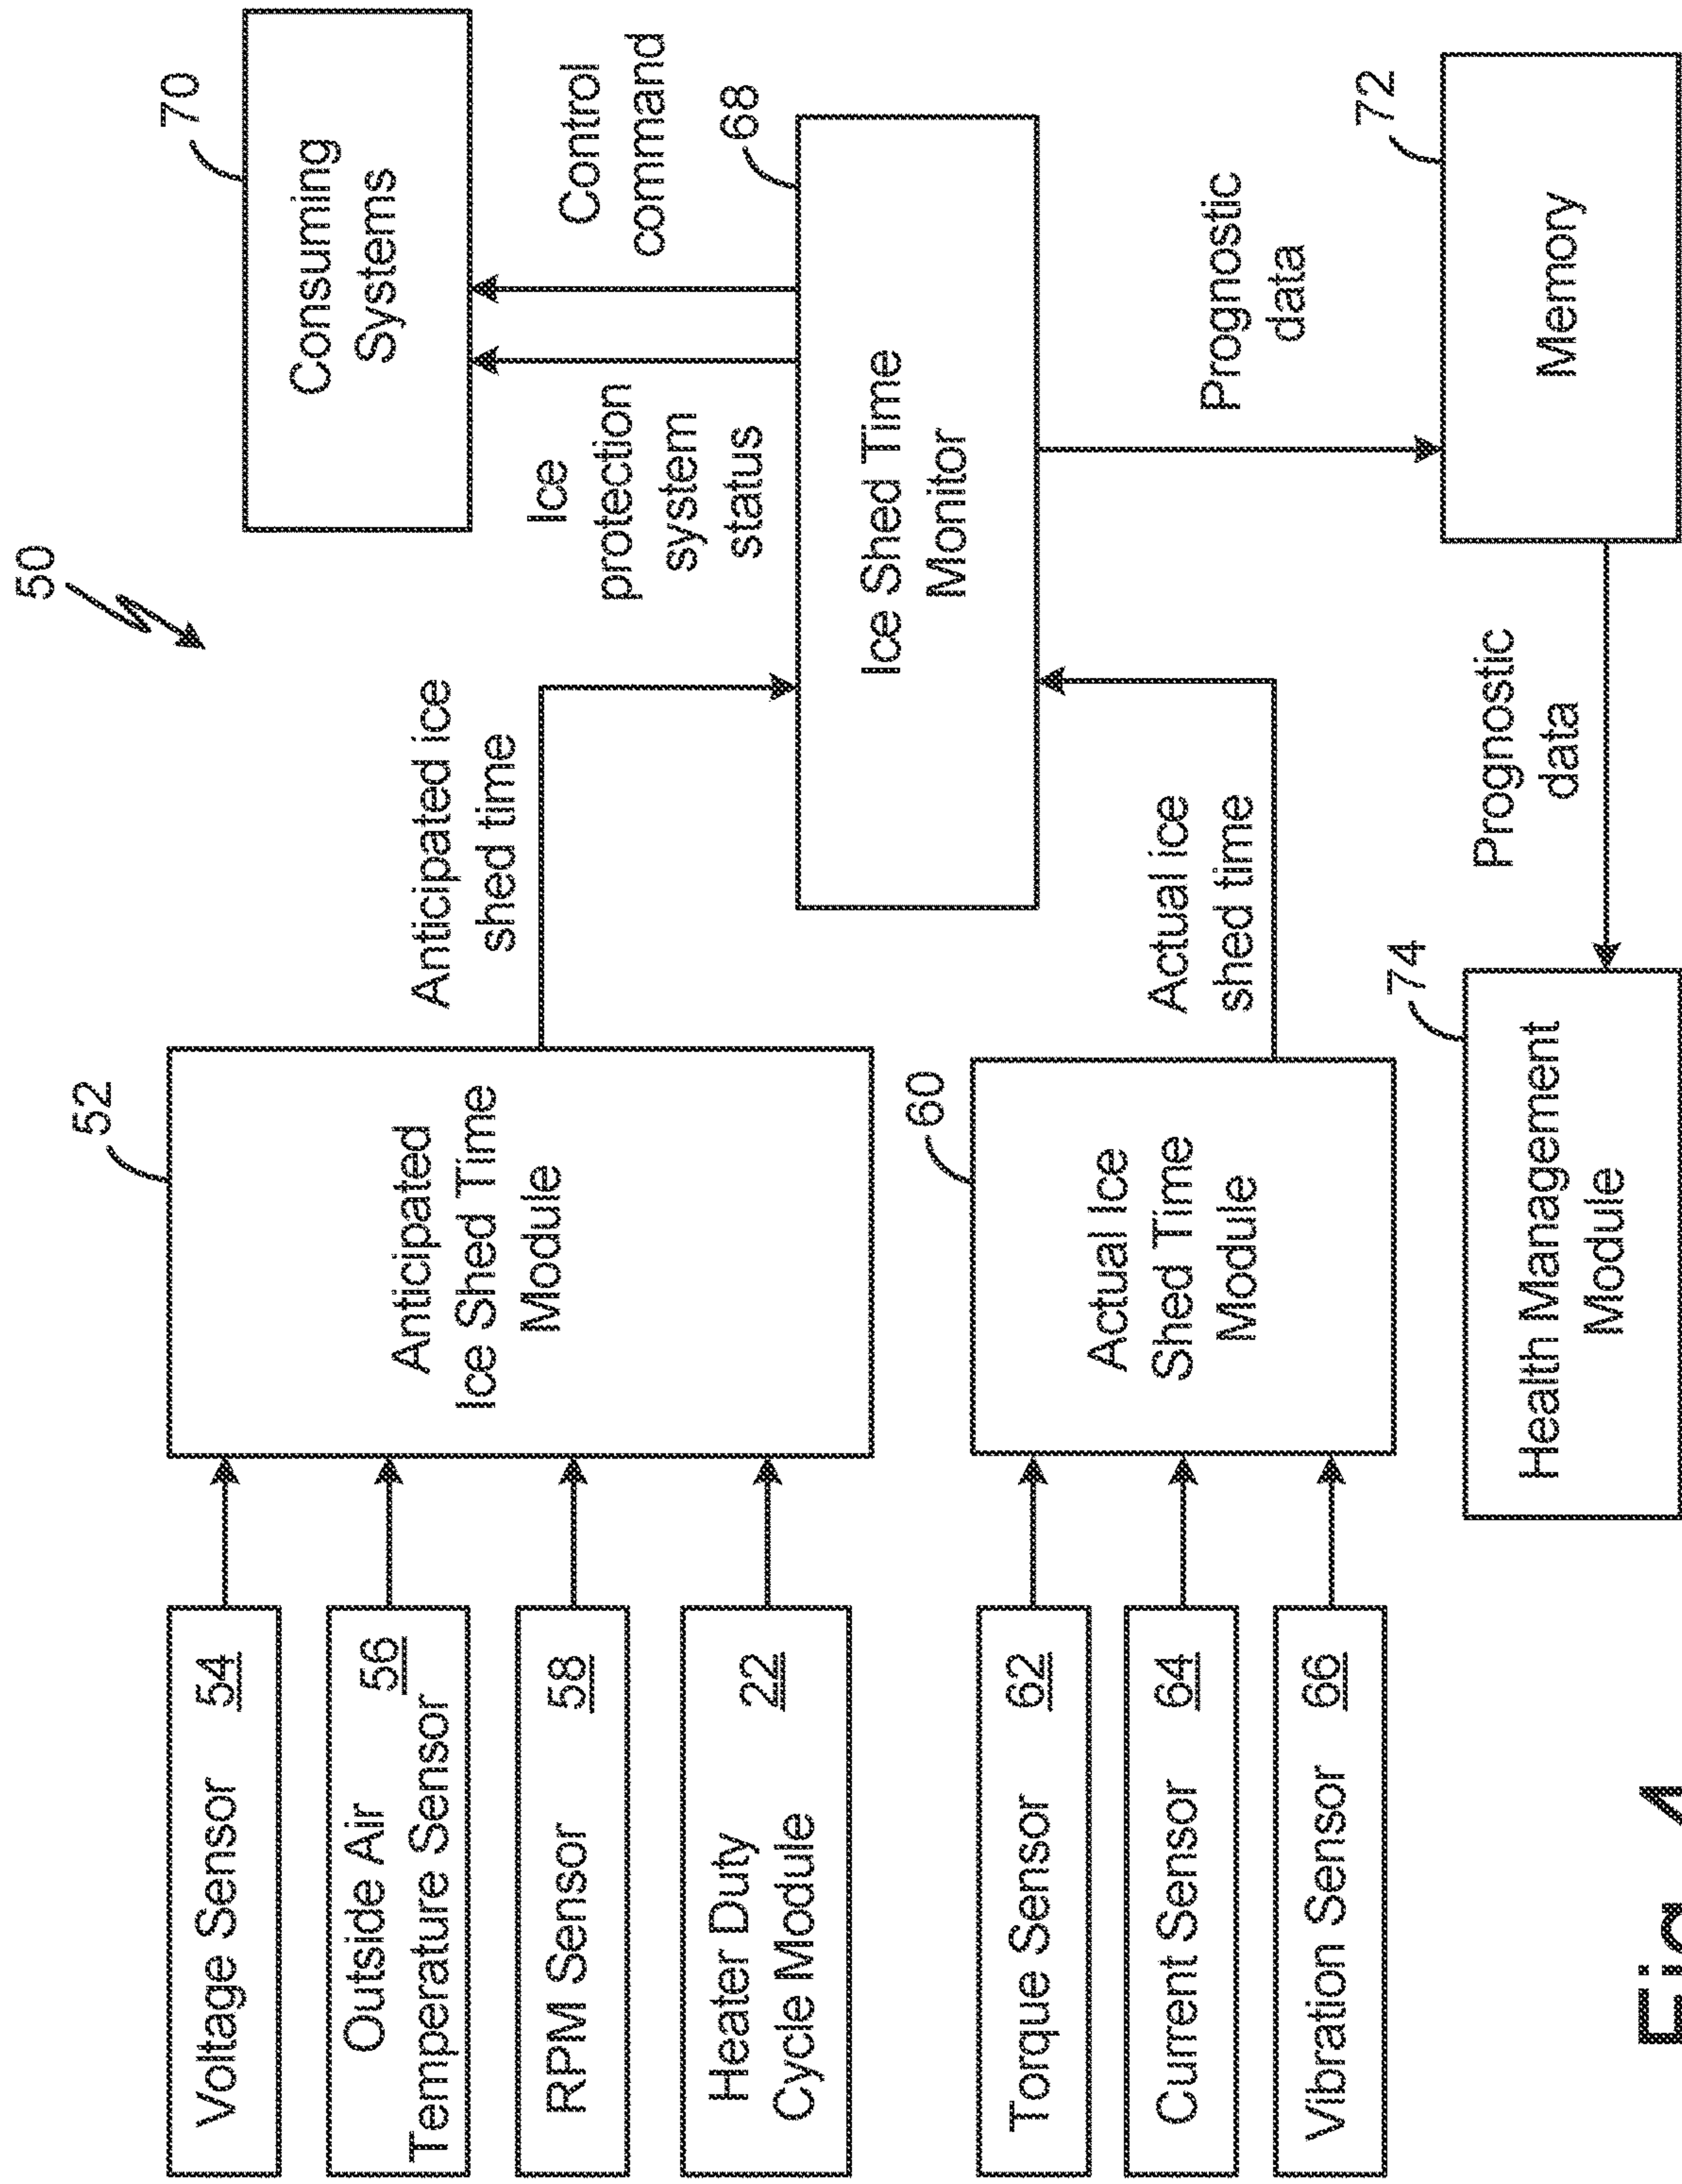 50
Voltage Sensor 54
Outside Air 56
Temperature Sensor
RPM Sensor 58
Heater Duty
Cycle Module 22
52
Anticipated
Ice Shed Time
Module
Anticipated ice
shed time
Torque Sensor 62
Current Sensor 64
Vibration Sensor 66
60
Actual Ice
Shed Time
Module
Actual ice
shed time
70
Consuming
Systems
Ice
protection
system
status
Control
command
68
Ice Shed Time
Monitor
Prognostic
data
72
Memory
Prognostic
data
74
Health Management
Module